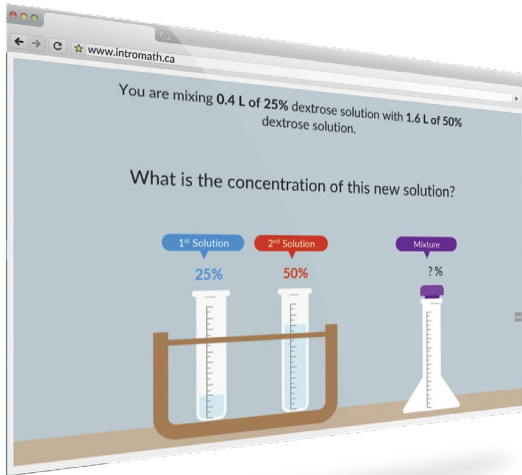 www.intromath.ca
You are mixing 0.4 L of 25% dextrose solution with 1.6 L of 50%
dextrose solution.
What is the concentration of this new solution?
1st Solution
2nd Solution
Mixture
25%
50%
?%